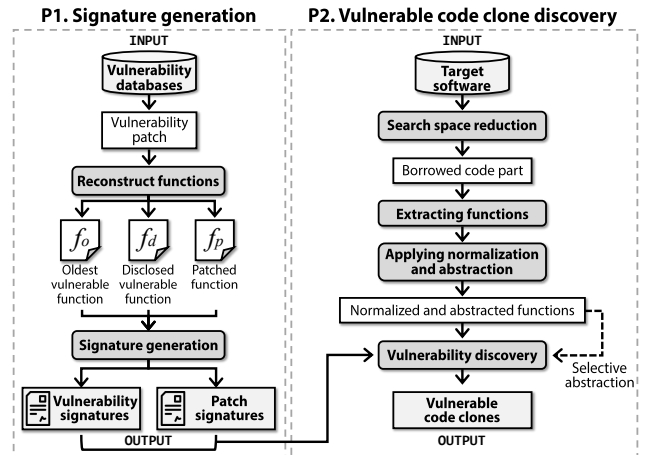 P1. Signature generation
INPUT
Vulnerability
databases
Vulnerability
patch
Reconstruct functions
fo
fd
fp
Oldest
vulnerable
function
Disclosed
vulnerable
function
Patched
function
Signature generation
Vulnerability
signatures
Patch
signatures
OUTPUT
P2. Vulnerable code clone discovery
INPUT
Target
software
Search space reduction
Borrowed code part
Extracting functions
Applying normalization
and abstraction
Normalized and abstracted functions
Vulnerability discovery
Selective
abstraction
Vulnerable
code clones
OUTPUT